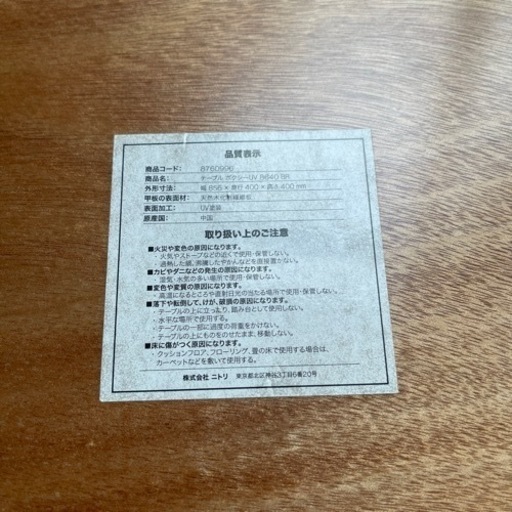 品質表示
商品コード： 8760996
商品名： テーブル ボクシーUV 8640 BR
外形寸法： 幅 855 × 奥行 400 × 高さ 400 mm
甲板の表面材： 天然木化粧繊維板
表面加工： UV塗装
原産国： 中国
取り扱い上のご注意
■火災や変色の原因になります。
・火気やストーブなどの近くで使用・保管しない。
・過熱した鍋、沸騰したやかんなどを直接置かない。
■カビやダニなどの発生の原因になります。
・湿気・水気の多い場所で使用・保管しない。
■変色や変質の原因になります。
・高温になるところや直射日光の当たる場所で使用・保管しない。
■落下や転倒して、けが、破損の原因になります。
・テーブルの上に立ったり、踏み台として使用しない。
・水平な場所で使用する。
・テーブルの一部に過度の荷重をかけない。
・テーブルの上にものをのせたまま、移動しない。
■床に傷がつく原因になります。
・クッションフロア、フローリング、畳の床で使用する場合は、
カーペットなどを敷いて使用する。
株式会社 ニトリ 東京都北区神谷3丁目6番20号